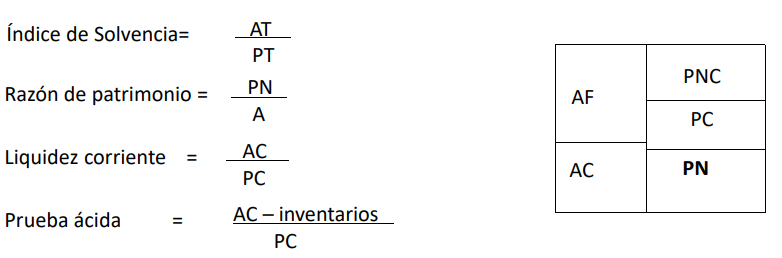 Índice de Solvencia= AT
PT
Razón de patrimonio = PN
A
Liquidez corriente = AC
PC
Prueba ácida = AC – inventarios
PC
AF
PNC
PC
AC
PN